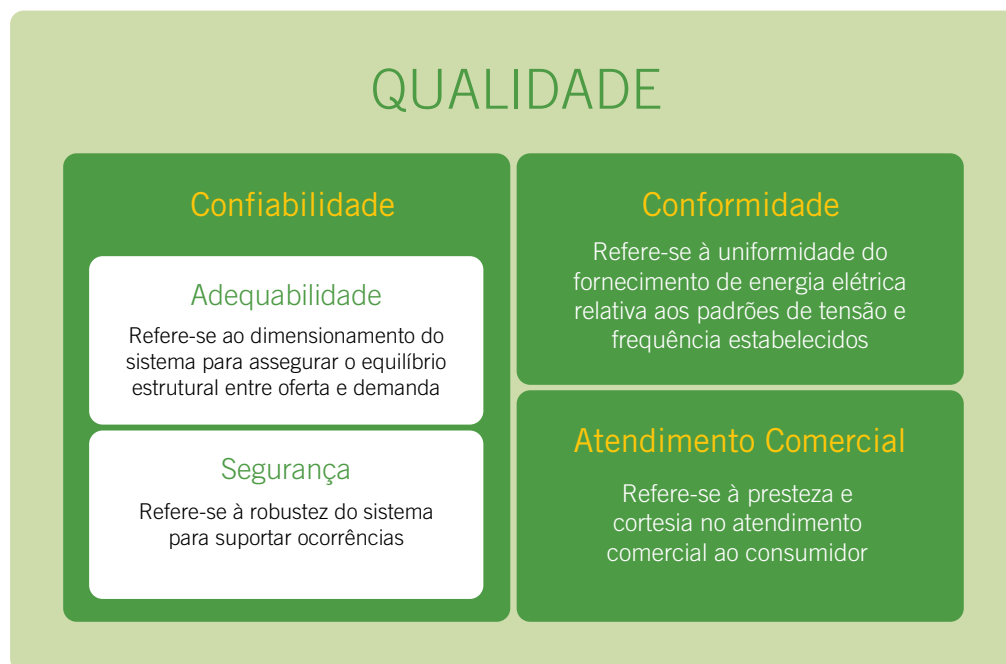 QUALIDADE
Confiabilidade
Adequabilidade
Refere-se ao dimensionamento do
sistema para assegurar o equilíbrio
estrutural entre oferta e demanda
Segurança
Refere-se à robustez do sistema
para suportar ocorrências
Conformidade
Refere-se à uniformidade do
fornecimento de energia elétrica
relativa aos padrões de tensão e
frequência estabelecidos
Atendimento Comercial
Refere-se à presteza e
cortesia no atendimento
comercial ao consumidor